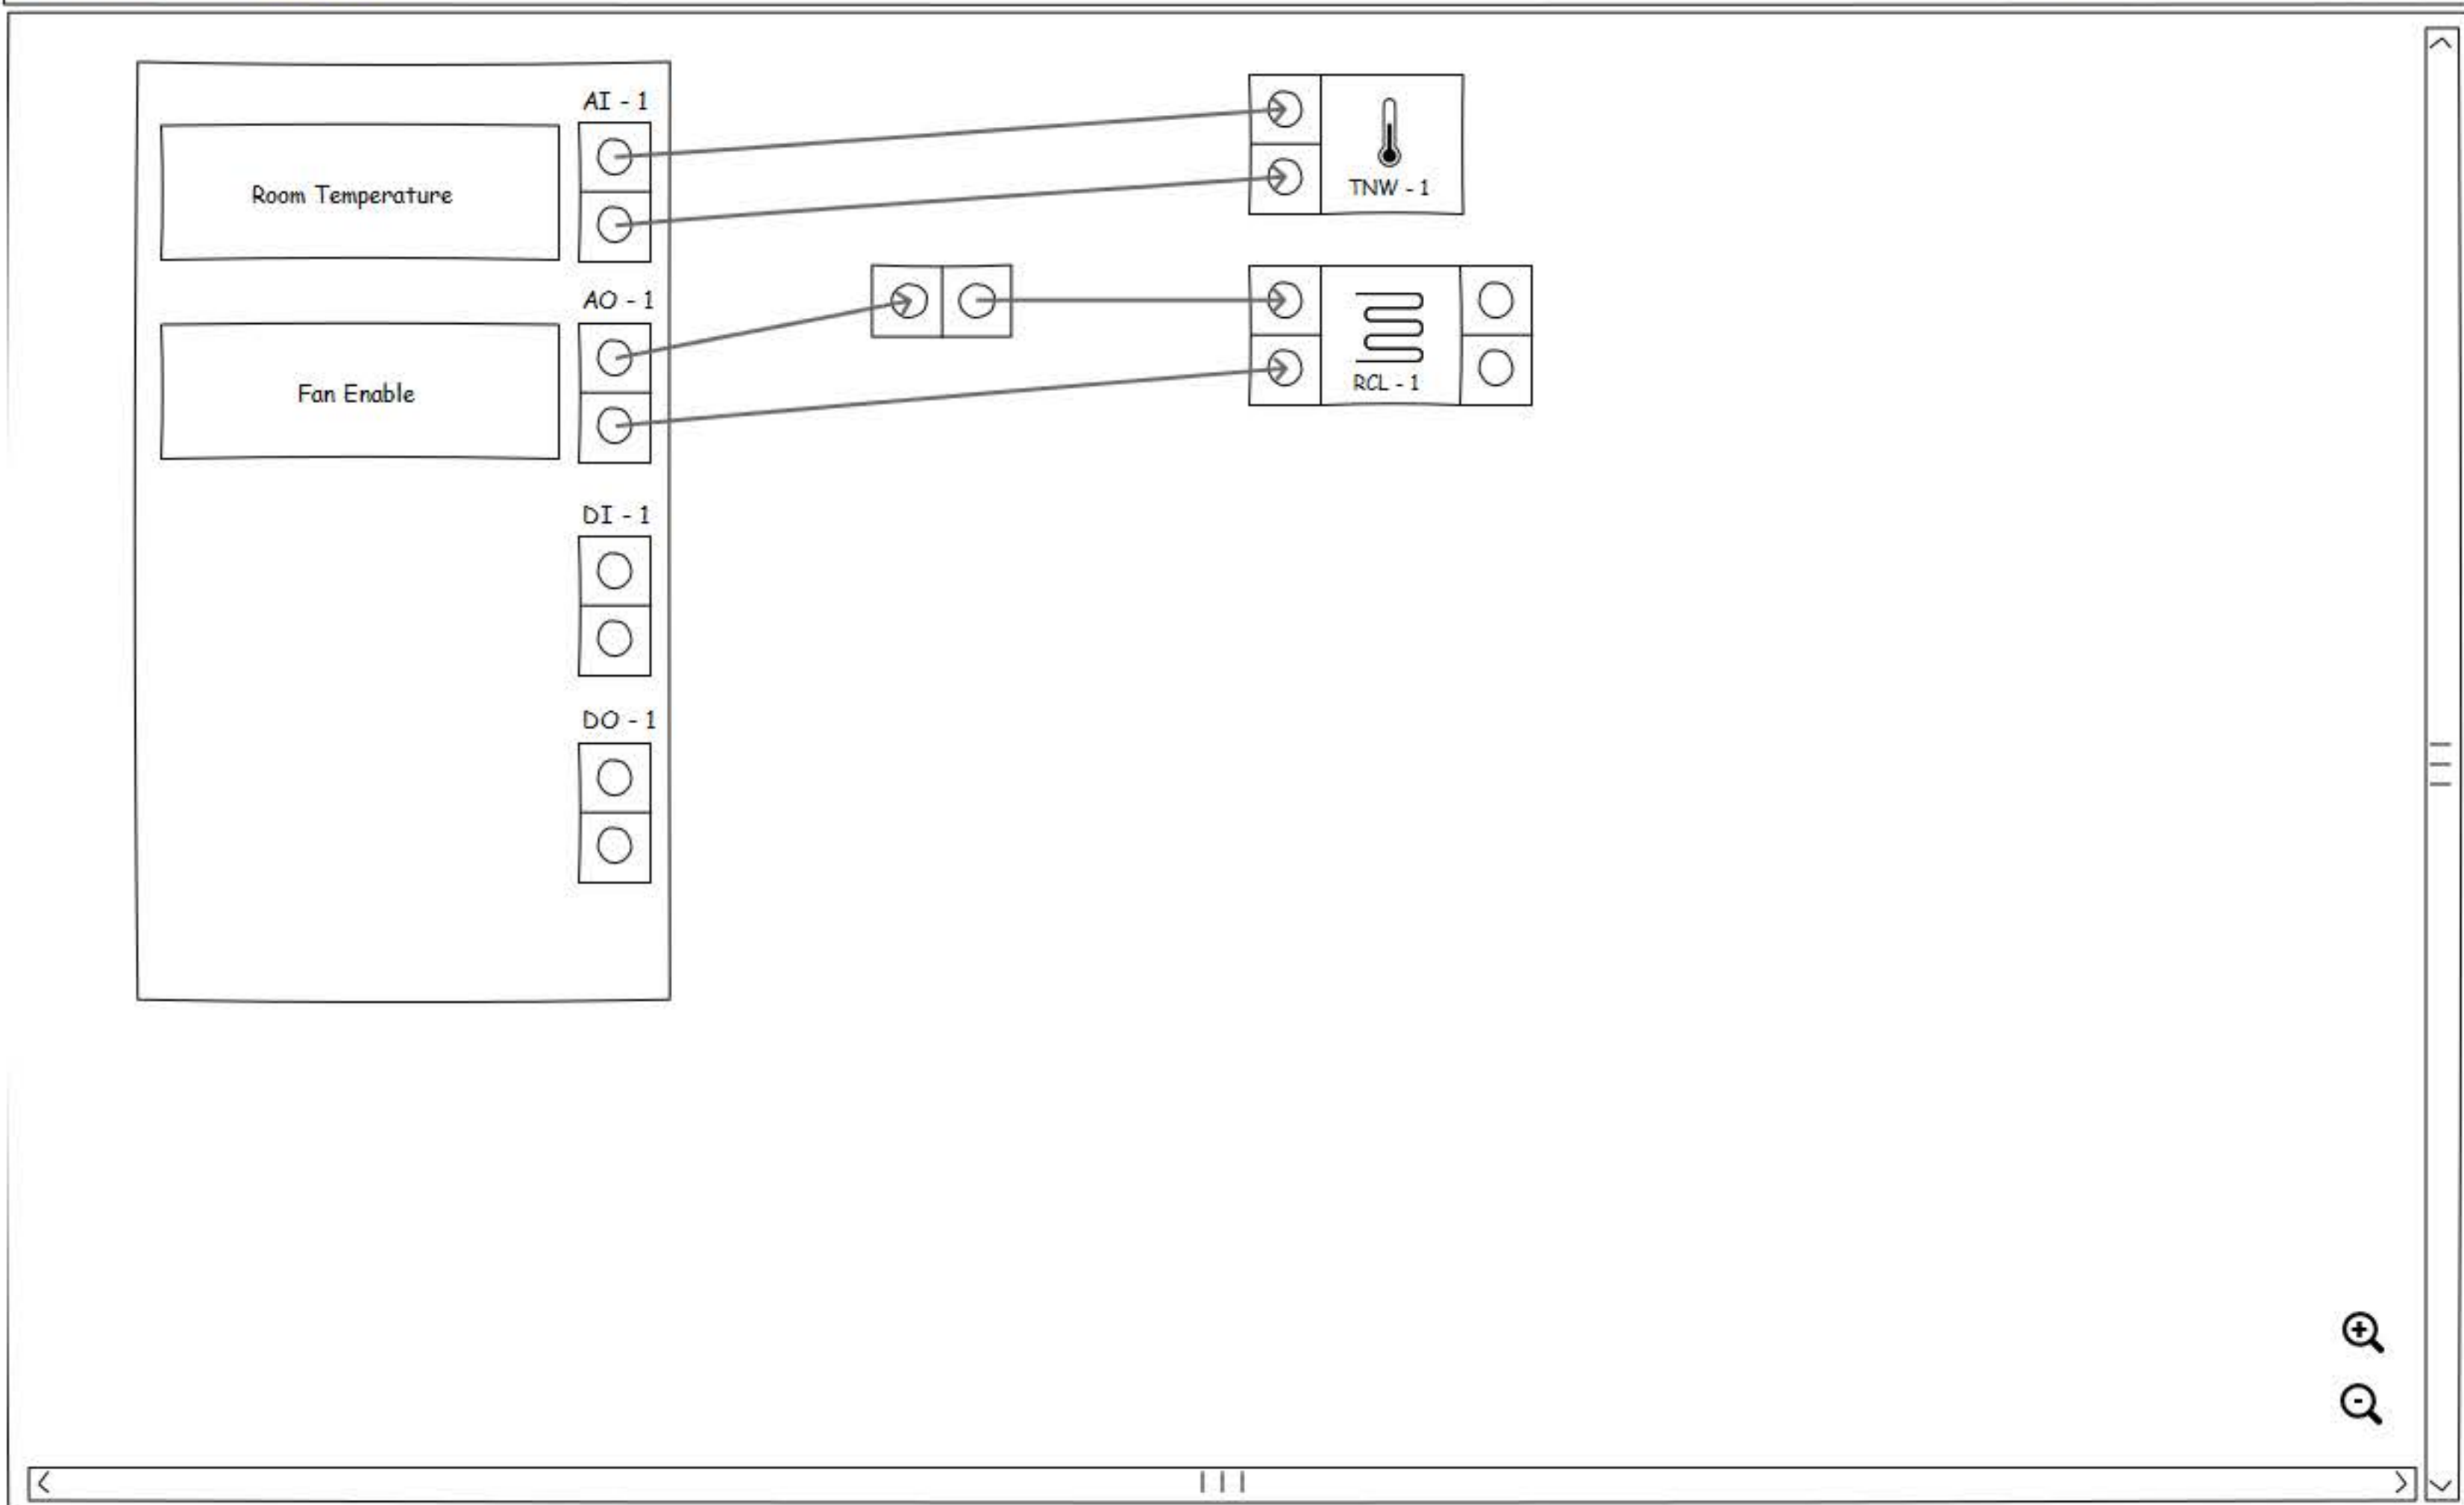 AI - 1
Room Temperature
TNW - 1
AO - 1
Fan Enable
RCL - 1
DI - 1
DO - 1